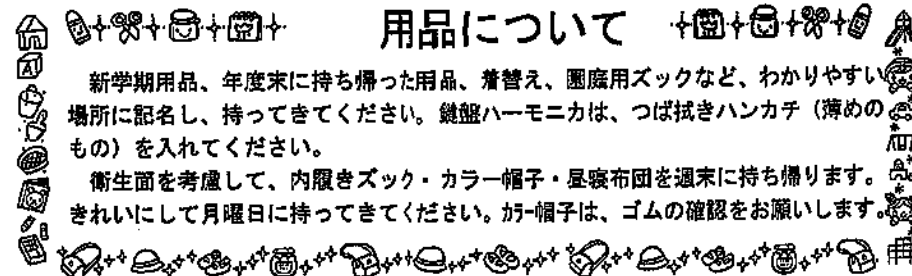 用品について
新学期用品、年度末に持ち帰った用品、着替え、園庭用ズックなど、わかりやすい
場所に記名し、持ってきてください。鍵盤ハーモニカは、つば拭きハンカチ（薄めの
もの）を入れてください。
衛生面を考慮して、内履きズック・カラー帽子・昼寝布団を週末に持ち帰ります。
きれいにして月曜日に持ってきてください。ｶﾗｰ帽子は、ゴムの確認をお願いします。